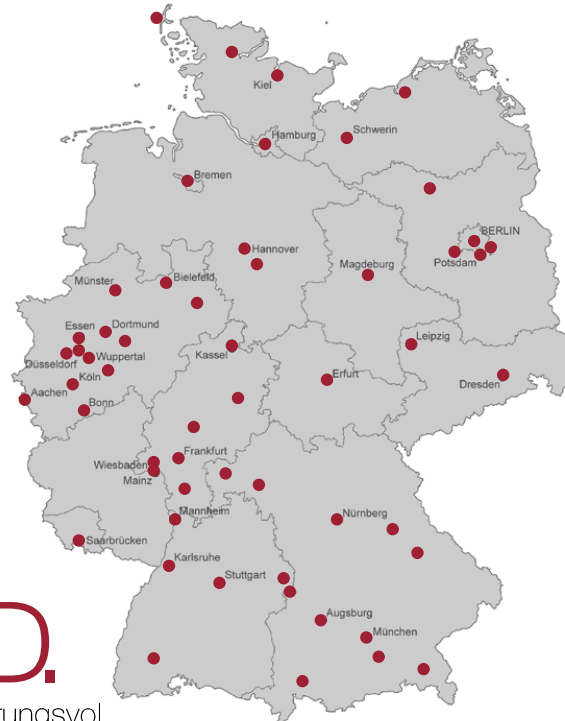 Kiel
Schwerin
Hamburg
Bremen
BERLIN
Hannover
Potsdam
Magdeburg
Bielefeld
Münster
Essen
Dortmund
Leipzig
Kassel
Wuppertal
Düsseldorf
Köln
Erfurt
Dresden
Aachen
Bonn
Frankfurt
Wiesbaden
Mainz
Mannheim
Nürnberg
Saarbrücken
Karlsruhe
Stuttgart
Augsburg
München
D.
rungsvol